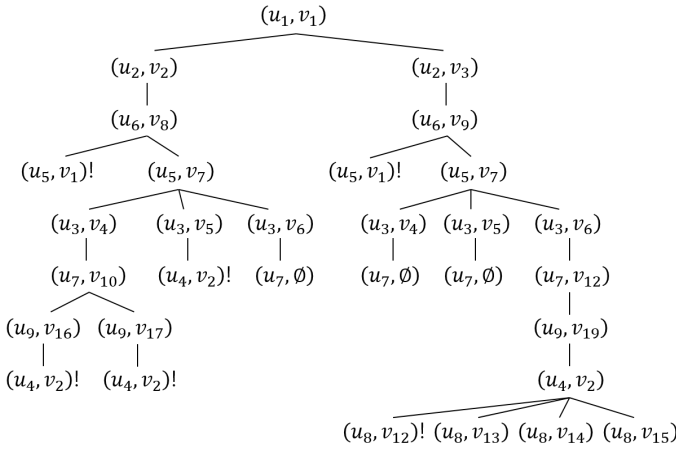 (u₁, v₁)
(u₂, v₂) (u₂, v₃)
(u₆, v₈) (u₆, v₉)
(u₅, v₁)! (u₅, v₇) (u₅, v₁)! (u₅, v₇)
(u₃, v₄) (u₃, v₅) (u₃, v₆) (u₃, v₄) (u₃, v₅) (u₃, v₆)
(u₇, v₁₀) (u₄, v₂)! (u₇, ∅) (u₇, ∅) (u₇, ∅) (u₇, v₁₂)
(u₉, v₁₆) (u₉, v₁₇) (u₉, v₁₉)
(u₄, v₂)! (u₄, v₂)! (u₄, v₂)
(u₈, v₁₂)! (u₈, v₁₃) (u₈, v₁₄) (u₈, v₁₅)